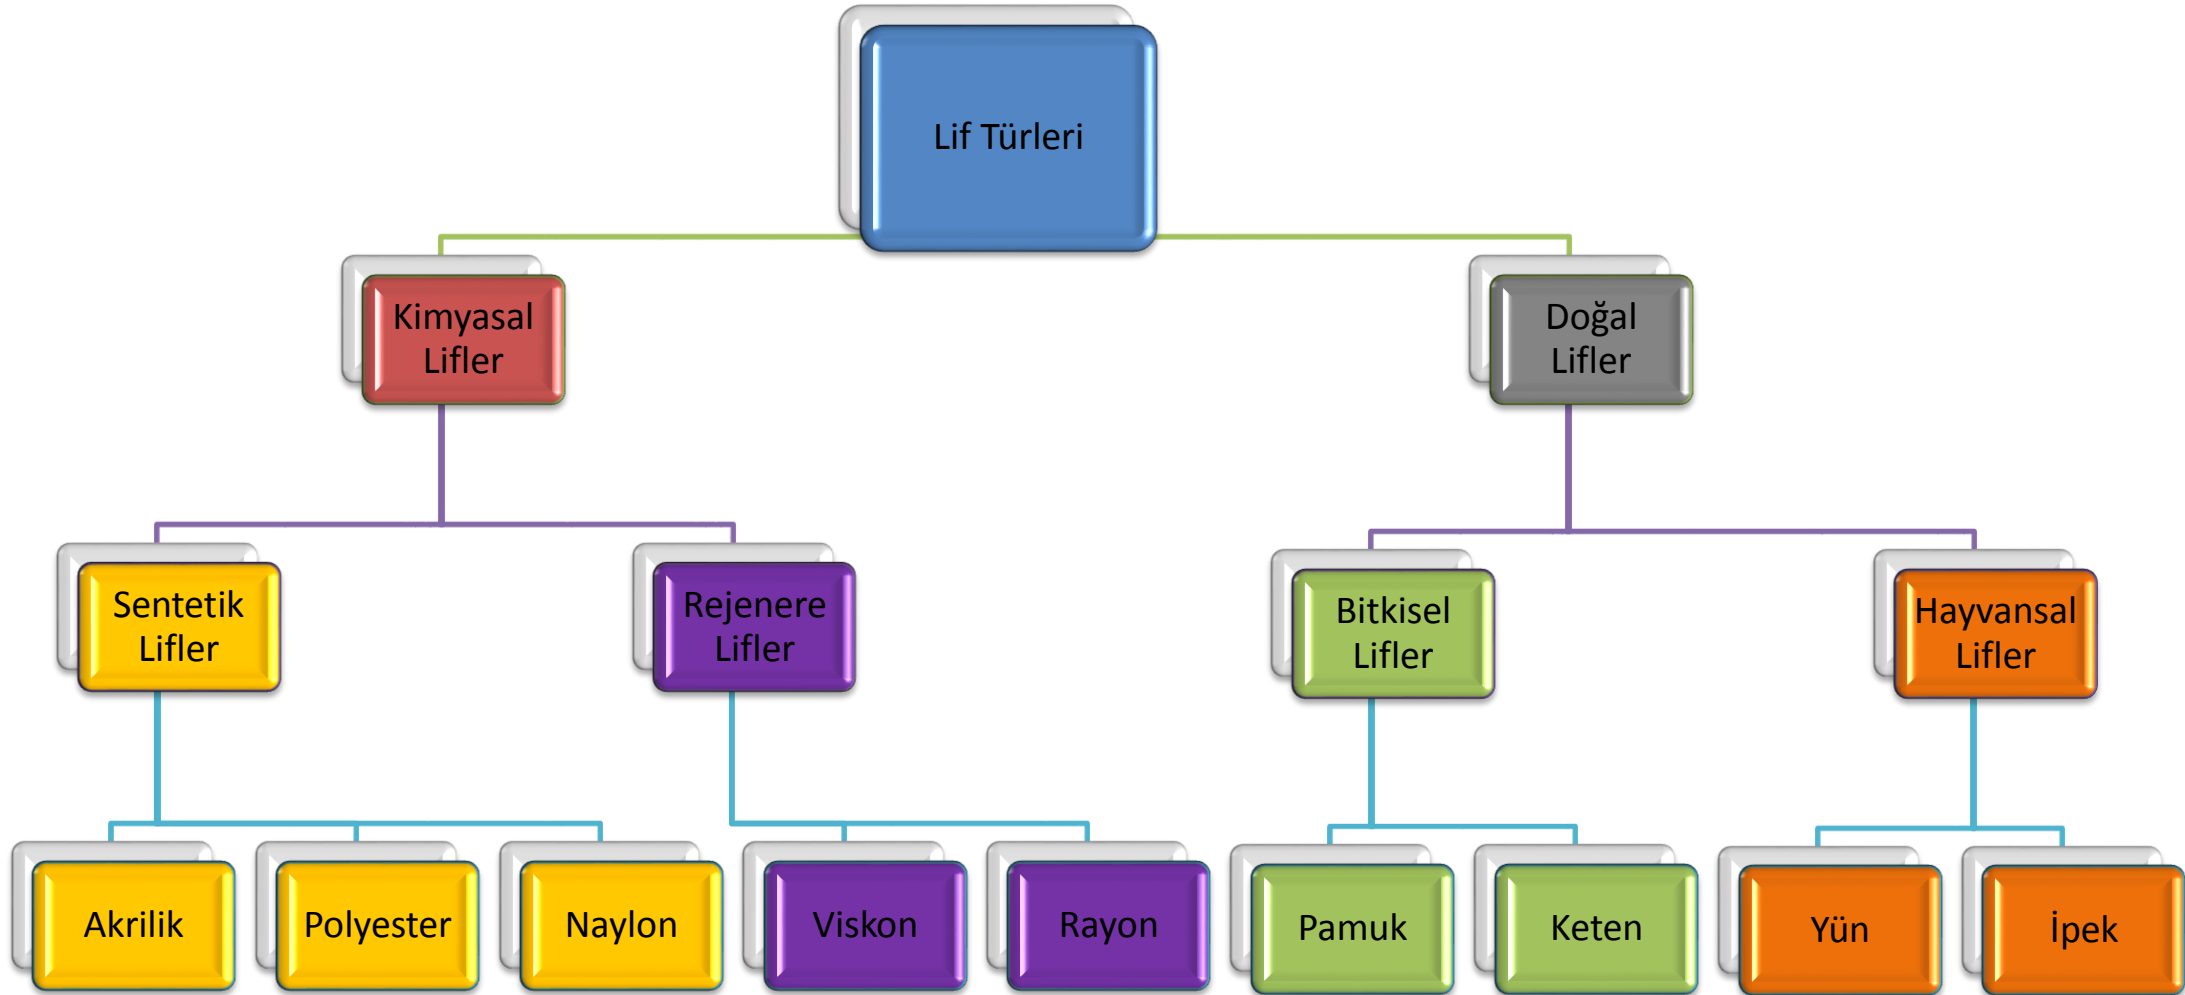 Lif Türleri
Kimyasal
Lifler
Doğal
Lifler
Sentetik
Lifler
Rejenere
Lifler
Bitkisel
Lifler
Hayvansal
Lifler
Akrilik
Polyester
Naylon
Viskon
Rayon
Pamuk
Keten
Yün
İpek